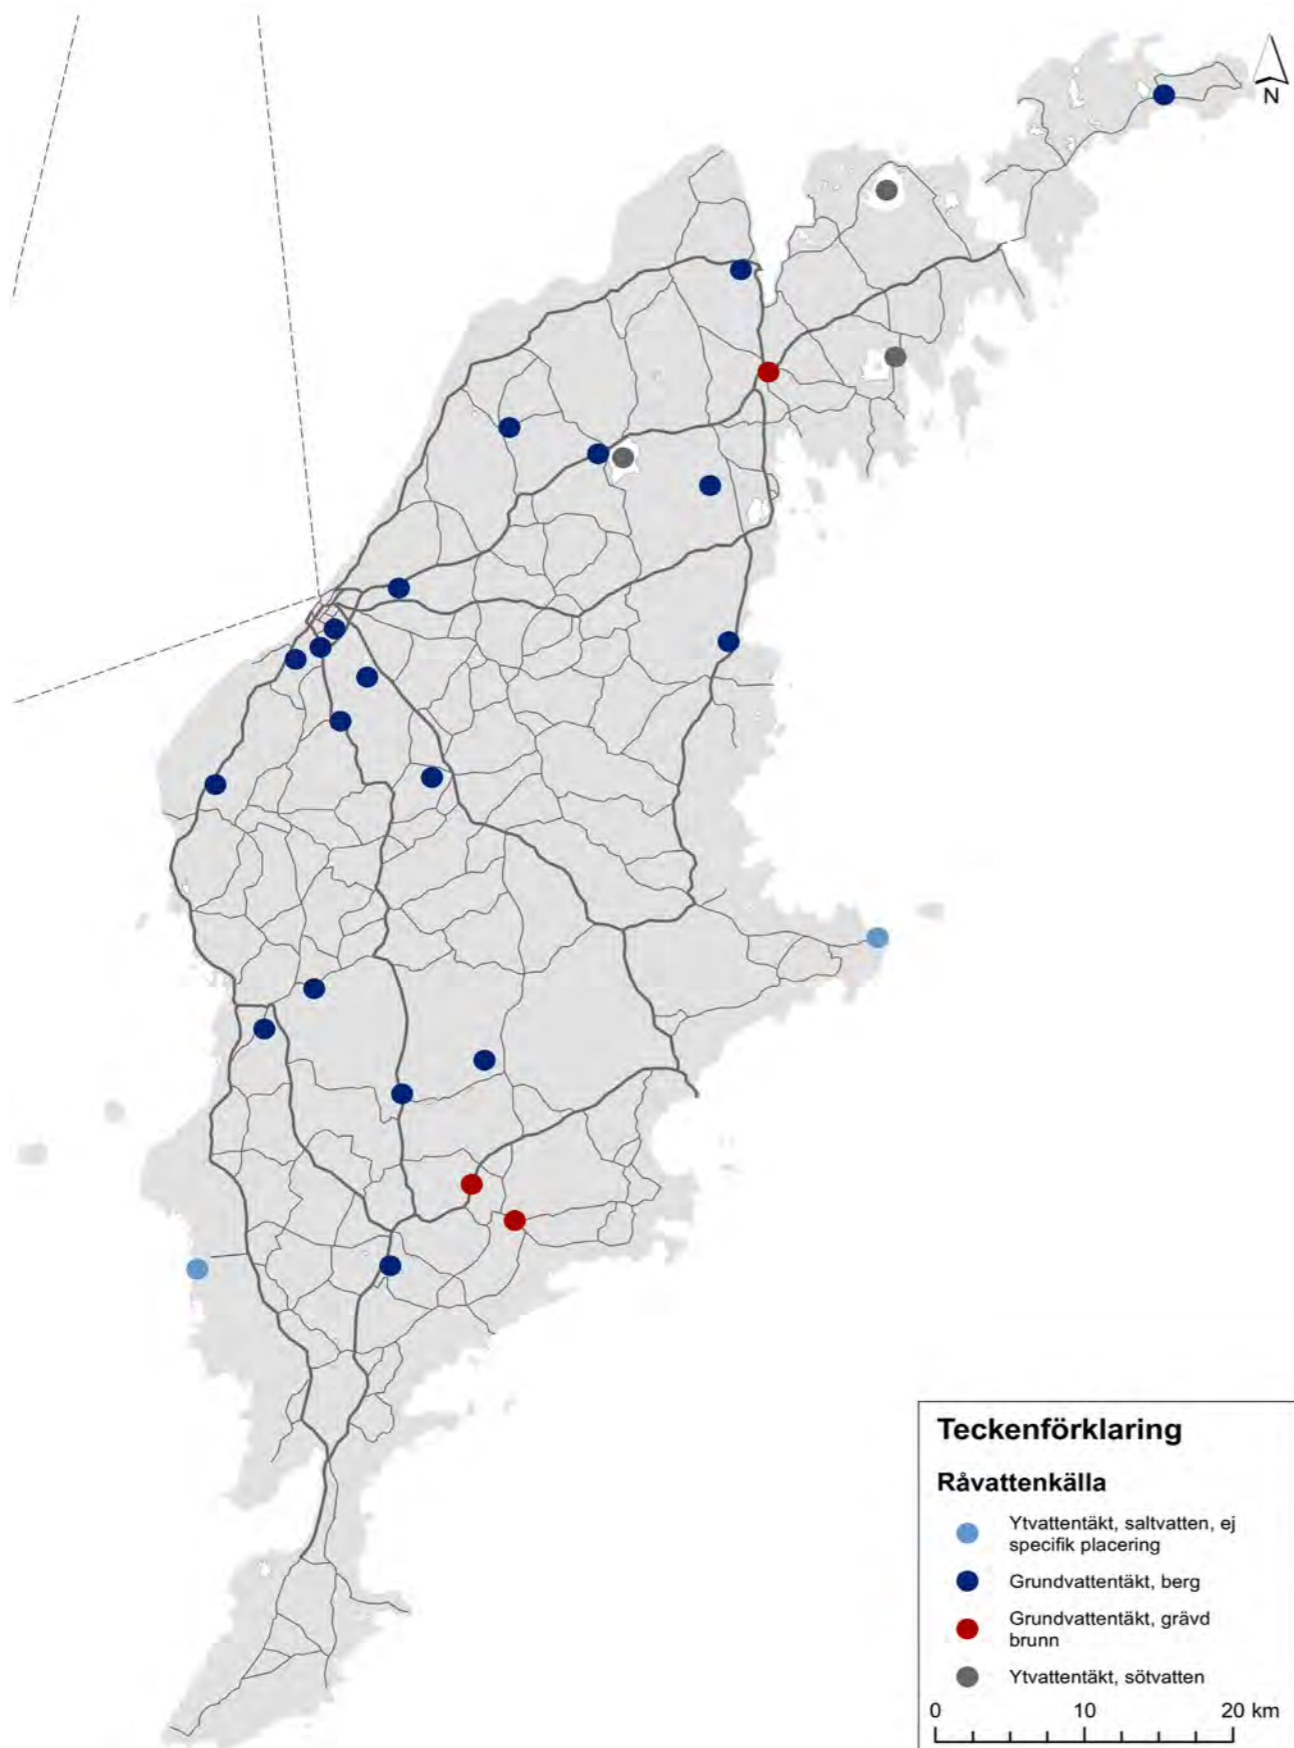 N
Teckenförklaring
Råvattenkälla
Ytvattentäkt, saltvatten, ej
specifik placering
Grundvattentäkt, berg
Grundvattentäkt, grävd
brunn
Ytvattentäkt, sötvatten
0 10 20 km